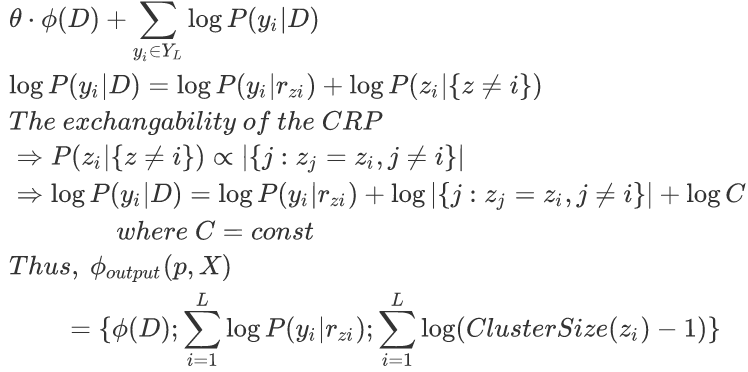 θ · ϕ(D) + ∑_{y_i∈Y_L} log P(y_i|D)
log P(y_i|D) = log P(y_i|r_{zi}) + log P(z_i|{z ≠ i})
The exchangability of the CRP
⇒ P(z_i|{z ≠ i}) ∝ |{j : z_j = z_i, j ≠ i}|
⇒ log P(y_i|D) = log P(y_i|r_{zi}) + log |{j : z_j = z_i, j ≠ i}| + log C
where C = const
Thus, ϕ_{output}(p, X)
= {ϕ(D); ∑_{i=1}^{L} log P(y_i|r_{zi}); ∑_{i=1}^{L} log(ClusterSize(z_i) − 1)}